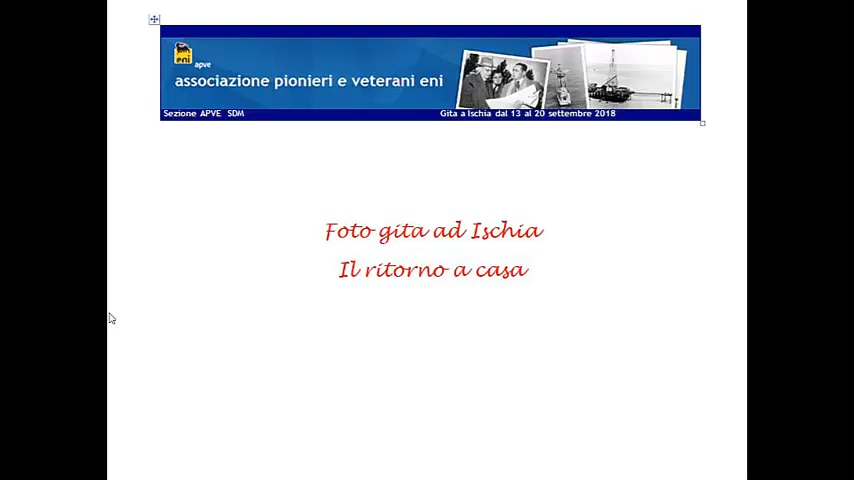 eni
apve
associazione pionieri e veterani eni
Sezione APVE SDM
Gita a Ischia dal 13 al 20 settembre 2018
Foto gita ad Ischia
Il ritorno a casa